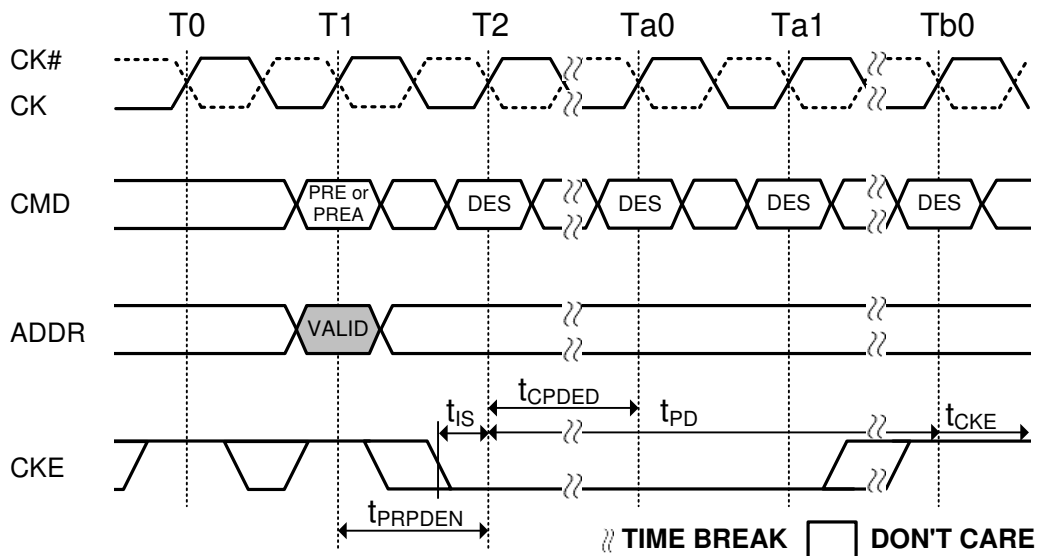 T0 T1 T2 Ta0 Ta1 Tb0
CK#
CK
CMD
PRE or
PREA
DES DES DES DES
ADDR
VALID
tIS tCPDED tPD tCKE
CKE
tPRPDEN
TIME BREAK DON'T CARE